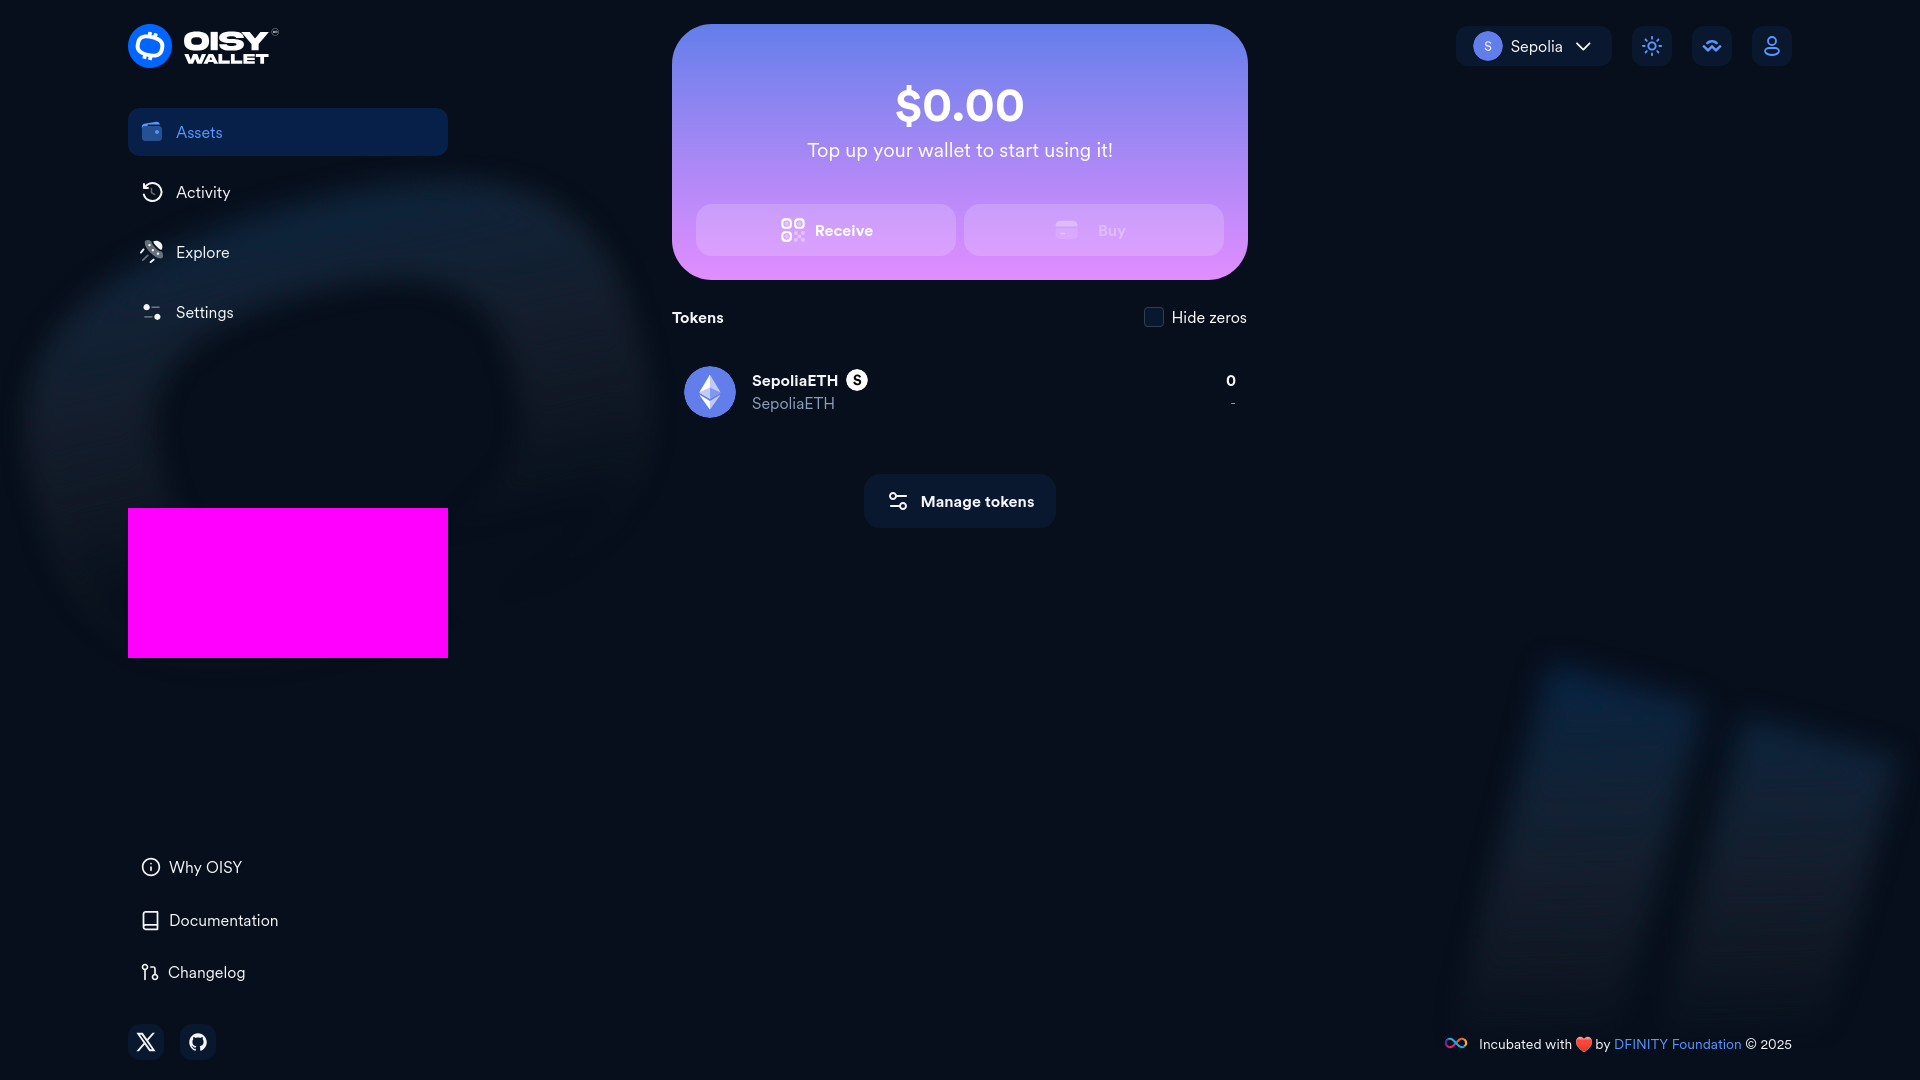 OISY
WALLET
Assets
Activity
Explore
Settings
$0.00
Top up your wallet to start using it!
Receive
Buy
Tokens
Hide zeros
SepoliaETH S
SepoliaETH
0
-
Manage tokens
S Sepolia
Why OISY
Documentation
Changelog
Incubated with ❤️ by DFINITY Foundation © 2025